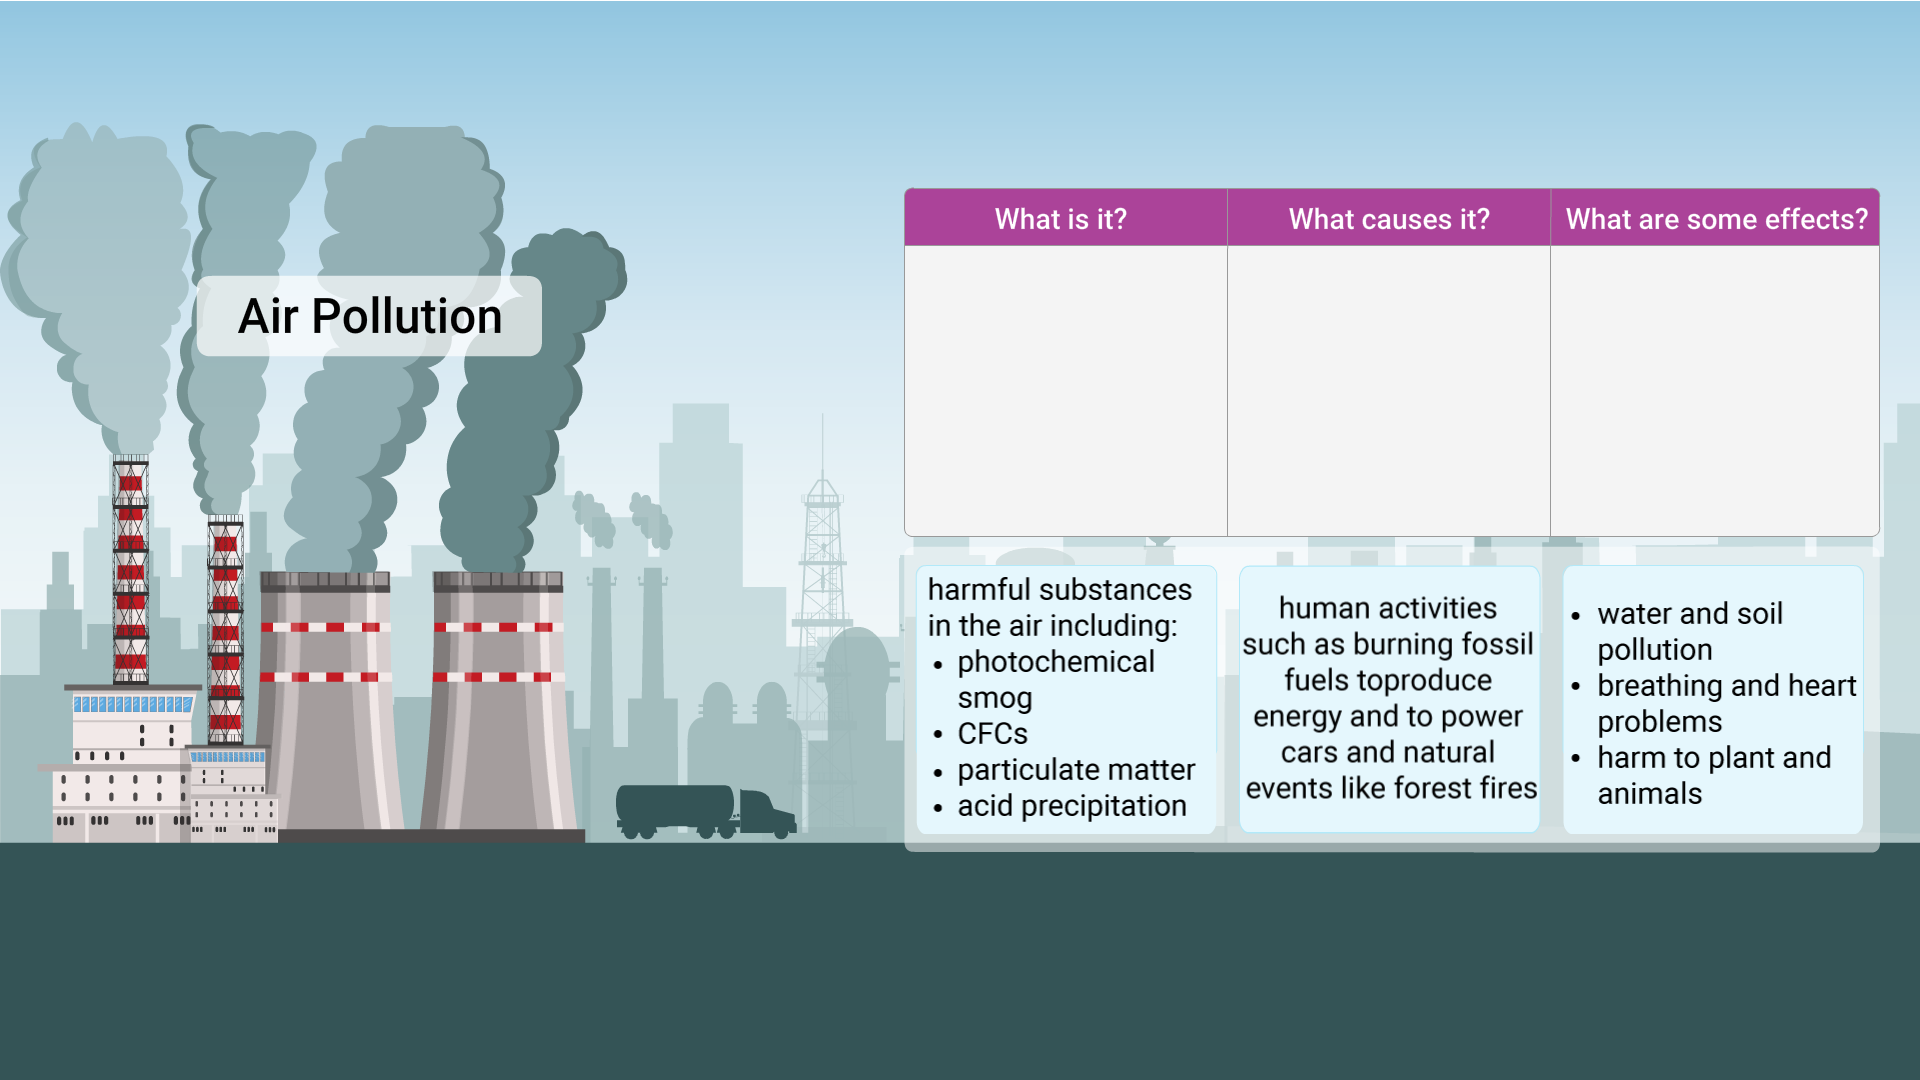 Air Pollution
What is it?
What causes it?
What are some effects?
harmful substances
in the air including:
• photochemical
smog
• CFCs
• particulate matter
• acid precipitation
human activities
such as burning fossil
fuels toproduce
energy and to power
cars and natural
events like forest fires
• water and soil
pollution
• breathing and heart
problems
• harm to plant and
animals